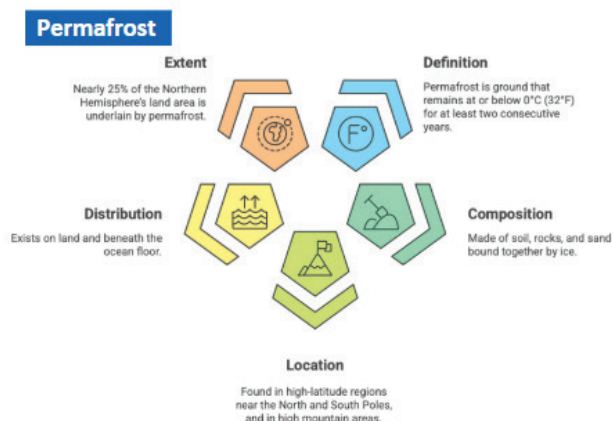 Permafrost
Extent
Nearly 25% of the Northern
Hemisphere's land area is
underlain by permafrost.
Definition
Permafrost is ground that
remains at or below 0°C (32°F)
for at least two consecutive
years.
F°
Distribution
Exists on land and beneath the
ocean floor.
Composition
Made of soil, rocks, and sand
bound together by ice.
Location
Found in high-latitude regions
near the North and South Poles,
and in high mountain areas.